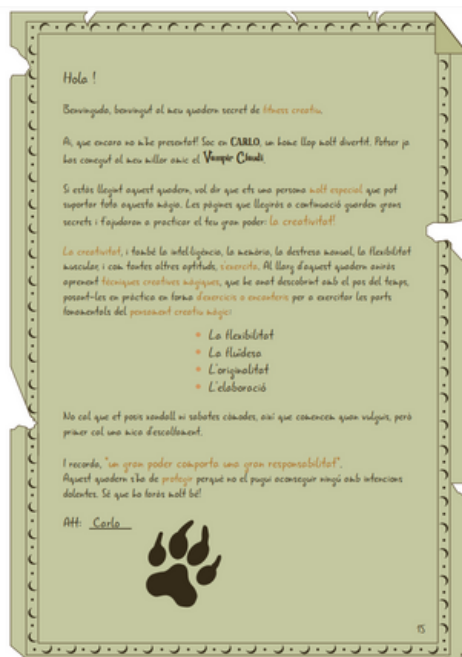 Hola !
Benvinguda, benvingut al meu quadern secret de fitness creatiu.
Ai, que encara no m'he presentat! Soc en CARLO, un home llop molt divertit. Potser ja
has conegut al meu millor amic el Vampir Claudi.
Si estàs llegint aquest quadern, vol dir que ets una persona molt especial que pot
suportar tota aquesta màgia. Les pàgines que llegiràs a continuació guarden grans
secrets i t'ajudaran a practicar el teu gran poder: la creativitat!
La creativitat, i també la intel·ligència, la memòria, la destresa manual, la flexibilitat
muscular, i com tantes altres aptituds, s'exercita. Al llarg d'aquest quadern aniràs
aprenent tècniques creatives màgiques, que he anat descobrint amb el pas del temps,
posant-les en pràctica en forma d'exercicis o encanteris per a exercitar les parts
fonamentals del pensament creatiu màgic:
• La flexibilitat
• La fluïdesa
• L'originalitat
• L'elaboració
No cal que et posis xandall ni sabates còmodes, així que comencem quan vulguis, però
primer cal una mica d'escalfament.
I recorda, "un gran poder comporta una gran responsabilitat".
Aquest quadern s'ha de protegir perquè no el pugui aconseguir ningú amb intencions
dolentes. Sé que ho faràs molt bé!
Att: Carlo
15